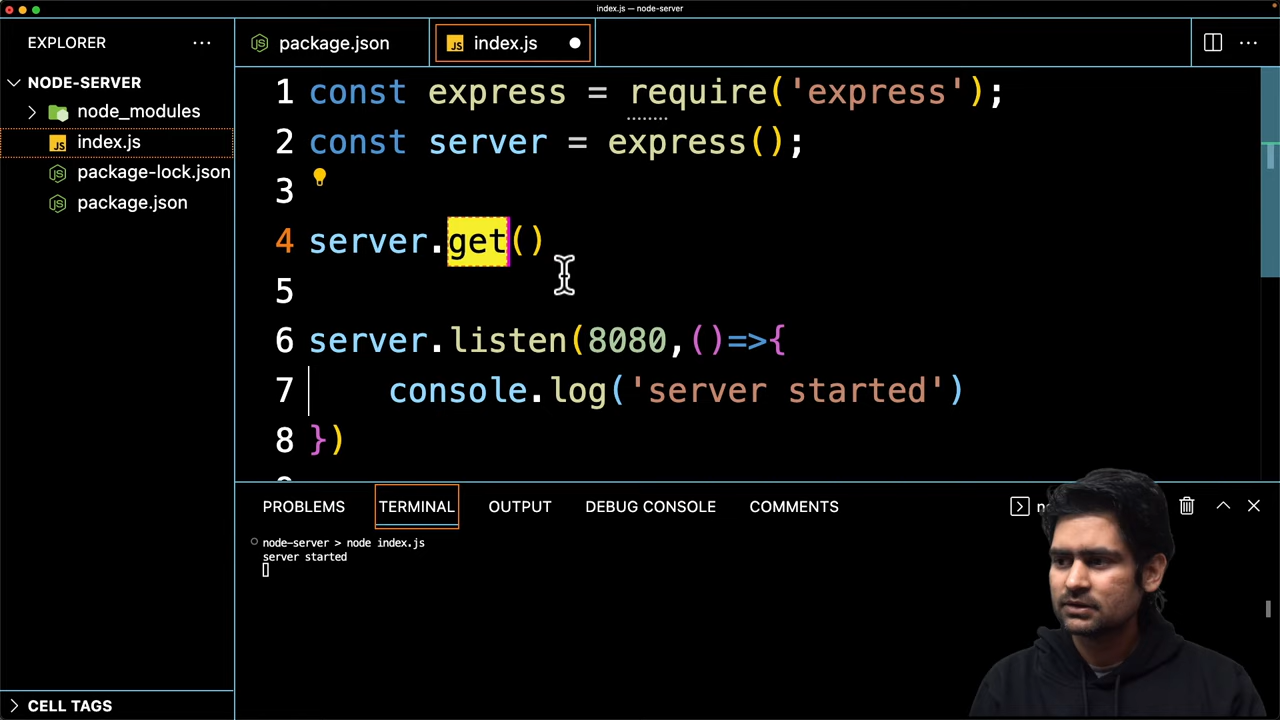 index.js — node-server
EXPLORER
NODE-SERVER
node_modules
index.js
package-lock.json
package.json
CELL TAGS
package.json
index.js
1 const express = require('express');
2 const server = express();
3
4 server.get()
5
6 server.listen(8080,()=>{
7 console.log('server started')
8 })
PROBLEMS TERMINAL OUTPUT DEBUG CONSOLE COMMENTS
node-server > node index.js
server started